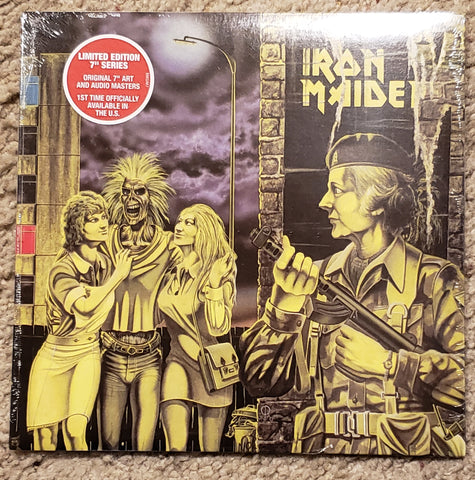 LIMITED EDITION
7" SERIES
ORIGINAL 7" ART
AND AUDIO MASTERS
1ST TIME OFFICIALLY
AVAILABLE IN
THE U.S.
IRON
MAIDEN